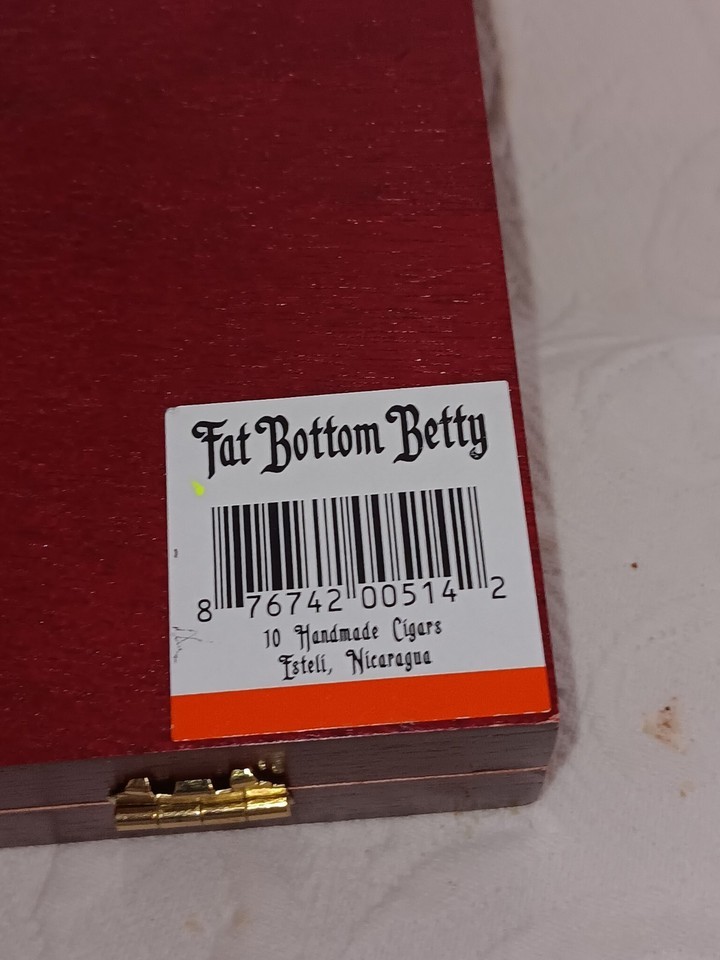 Fat Bottom Betty
8 76742 00514 2
10 Handmade Cigars
Esteli, Nicaragua